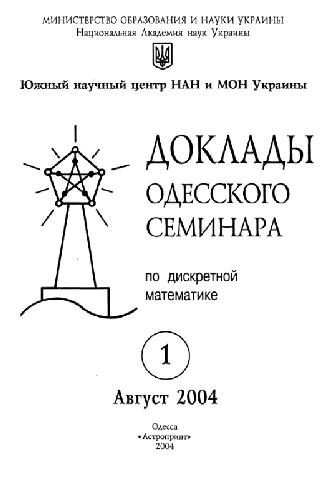 МИНИСТЕРСТВО ОБРАЗОВАНИЯ И НАУКИ УКРАИНЫ
Национальная Академия наук Украины
Южный научный центр НАН и МОН Украины
ДОКЛАДЫ
ОДЕССКОГО
СЕМИНАРА
по дискретной
математике
1
Август 2004
Одесса
«Астропринт»
2004